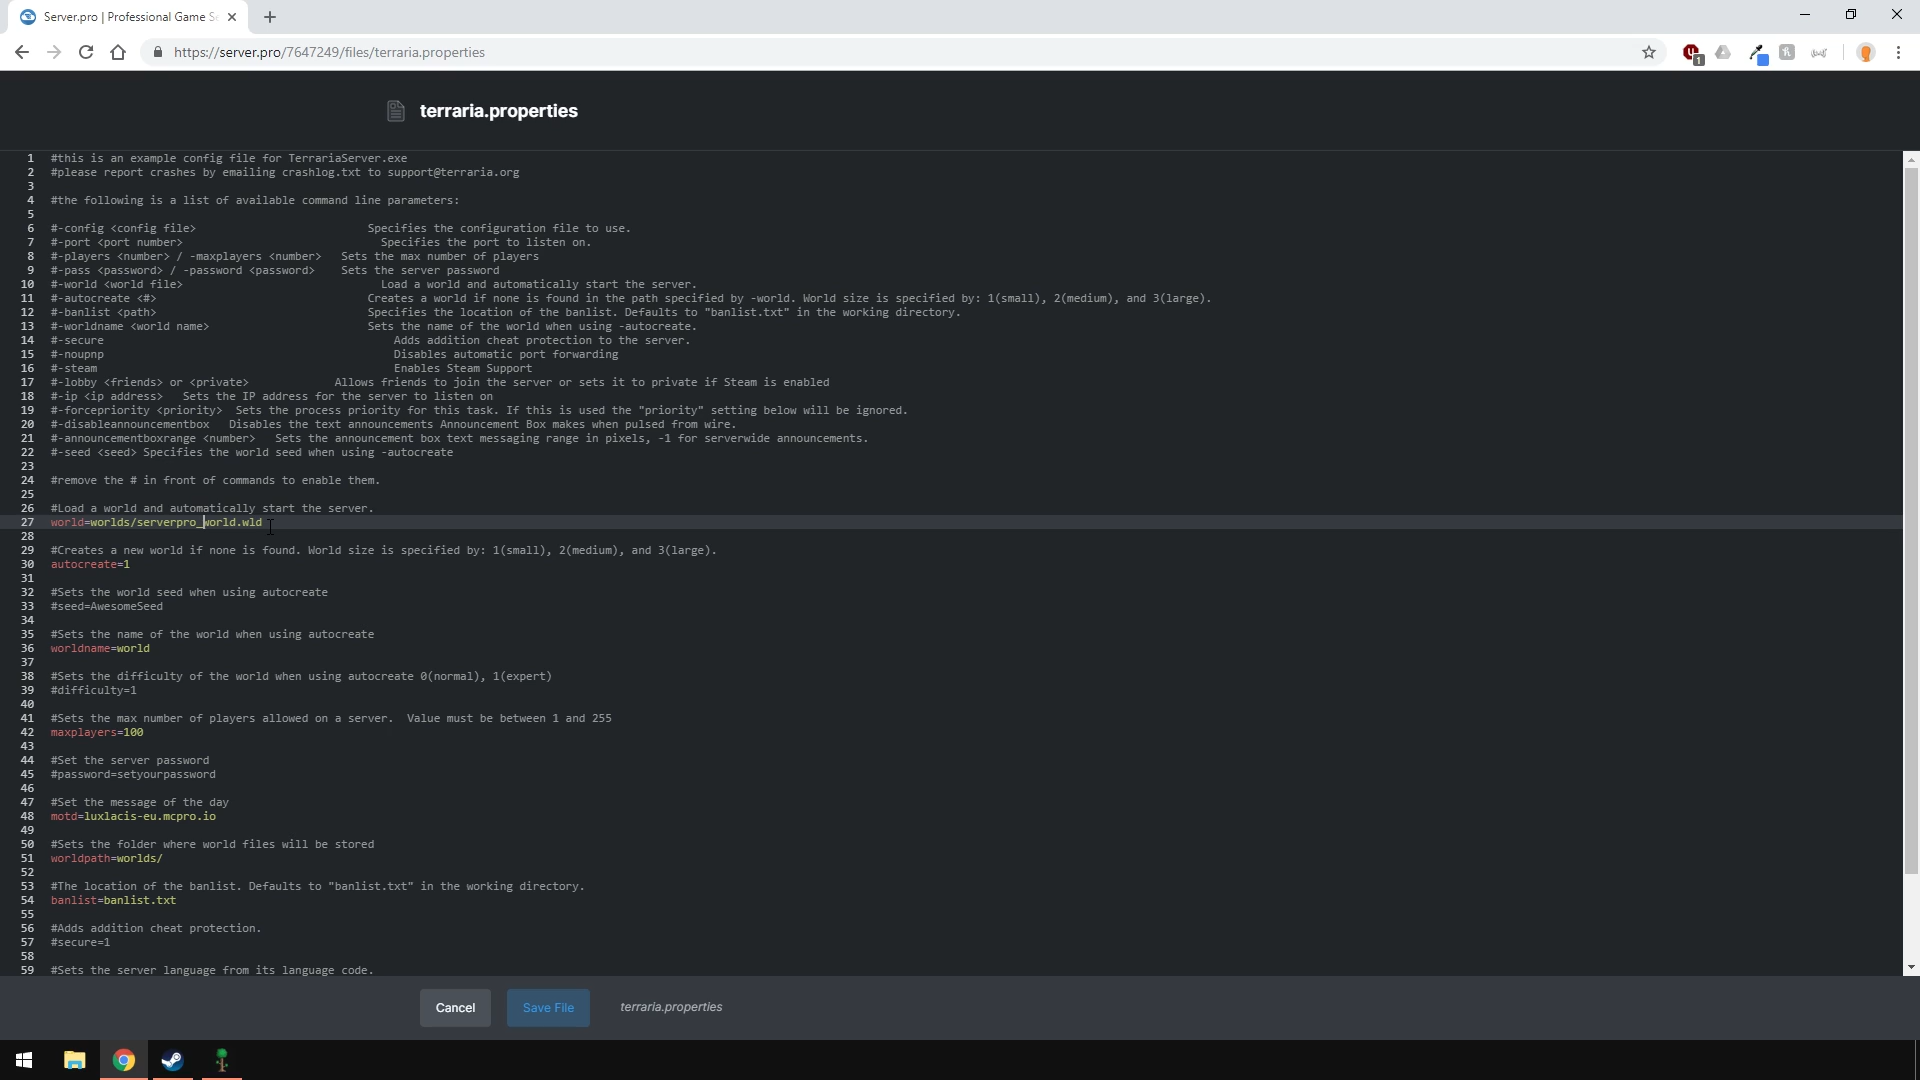 Server.pro | Professional Game S
https://server.pro/7647249/files/terraria.properties
1
terraria.properties
1 #this is an example config file for TerrariaServer.exe
2 #please report crashes by emailing crashlog.txt to support@terraria.org
3
4 #the following is a list of available command line parameters:
5
6 #-config <config file> Specifies the configuration file to use.
7 #-port <port number> Specifies the port to listen on.
8 #-players <number> / -maxplayers <number> Sets the max number of players
9 #-pass <password> / -password <password> Sets the server password
10 #-world <world file> Load a world and automatically start the server.
11 #-autocreate <#> Creates a world if none is found in the path specified by -world. World size is specified by: 1(small), 2(medium), and 3(large).
12 #-banlist <path> Specifies the location of the banlist. Defaults to "banlist.txt" in the working directory.
13 #-worldname <world name> Sets the name of the world when using -autocreate.
14 #-secure Adds addition cheat protection to the server.
15 #-noupnp Disables automatic port forwarding
16 #-steam Enables Steam Support
17 #-lobby <friends> or <private> Allows friends to join the server or sets it to private if Steam is enabled
18 #-ip <ip address> Sets the IP address for the server to listen on
19 #-forcepriority <priority> Sets the process priority for this task. If this is used the "priority" setting below will be ignored.
20 #-disableannouncementbox Disables the text announcements Announcement Box makes when pulsed from wire.
21 #-announcementboxrange <number> Sets the announcement box text messaging range in pixels, -1 for serverwide announcements.
22 #-seed <seed> Specifies the world seed when using -autocreate
23
24 #remove the # in front of commands to enable them.
25
26 #Load a world and automatically start the server.
27 world=worlds/serverpro_world.wld
28
29 #Creates a new world if none is found. World size is specified by: 1(small), 2(medium), and 3(large).
30 autocreate=1
31
32 #Sets the world seed when using autocreate
33 #seed=AwesomeSeed
34
35 #Sets the name of the world when using autocreate
36 worldname=world
37
38 #Sets the difficulty of the world when using autocreate 0(normal), 1(expert)
39 #difficulty=1
40
41 #Sets the max number of players allowed on a server. Value must be between 1 and 255
42 maxplayers=100
43
44 #Set the server password
45 #password=setyourpassword
46
47 #Set the message of the day
48 motd=luxlacis-eu.mcpro.io
49
50 #Sets the folder where world files will be stored
51 worldpath=worlds/
52
53 #The location of the banlist. Defaults to "banlist.txt" in the working directory.
54 banlist=banlist.txt
55
56 #Adds addition cheat protection.
57 #secure=1
58
59 #Sets the server language from its language code.
Cancel
Save File
terraria.properties